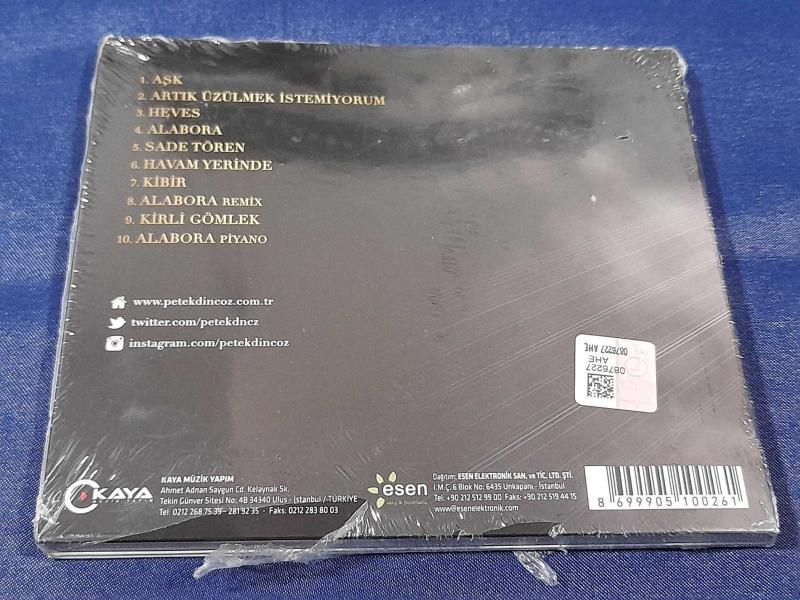 1. AŞK
2. ARTIK ÜZÜLMEK İSTEMİYORUM
3. HEVES
4. ALABORA
5. SADE TÖREN
6. HAVAM YERİNDE
7. KİBİR
8. ALABORA REMIX
9. KİRLİ GÖMLEK
10. ALABORA PİYANO
www.petekdincoz.com.tr
twitter.com/petekdncz
instagram.com/petekdincoz
0876227 AHE
AHE
0876227
KAYA
MÜZİK YAPIM
KAYA MÜZİK YAPIM
Ahmet Adnan Saygun Cd. Kelaynak Sk.
Tekin Günver Sitesi No: 4B 34340 Ulus - İstanbul / TÜRKİYE
Tel: 0212 268 75 35 - 281 92 35 Faks: 0212 283 80 03
esen
Dağıtım: ESEN ELEKTRONİK SAN. ve TİC. LTD. ŞTİ.
İ.M.Ç. 6 Blok No: 6435 Unkapanı - İstanbul
Tel: +90 212 512 99 00 Faks: +90 212 519 44 15
www.esenelektronik.com
8 699905 100261